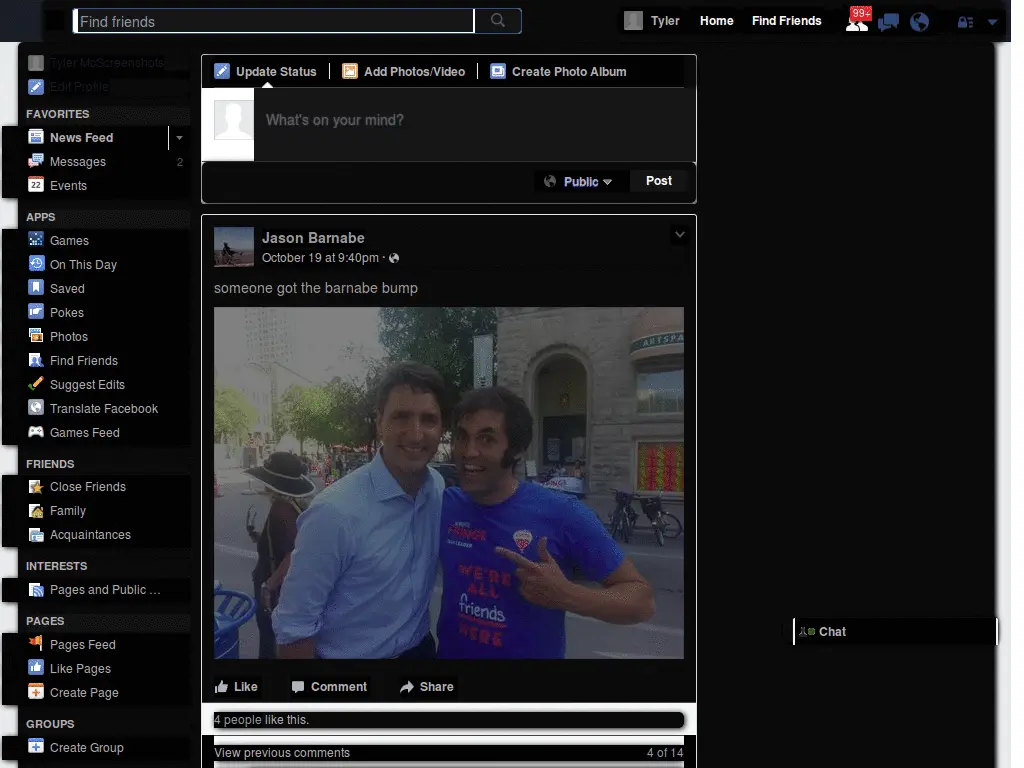 Find friends
Tyler
Home
Find Friends
99+
Tyler McScreenshots
Edit Profile
FAVORITES
News Feed
Messages 2
22 Events
APPS
Games
On This Day
Saved
Pokes
Photos
Find Friends
Suggest Edits
Translate Facebook
Games Feed
FRIENDS
Close Friends
Family
Acquaintances
INTERESTS
Pages and Public ...
PAGES
Pages Feed
Like Pages
Create Page
GROUPS
Create Group
Update Status
Add Photos/Video
Create Photo Album
What's on your mind?
Public
Post
Jason Barnabe
October 19 at 9:40pm ·
someone got the barnabe bump
ARTSPA
FRINGE
WE'RE
ALL
friends
HERE
Like
Comment
Share
4 people like this.
View previous comments
4 of 14
Chat